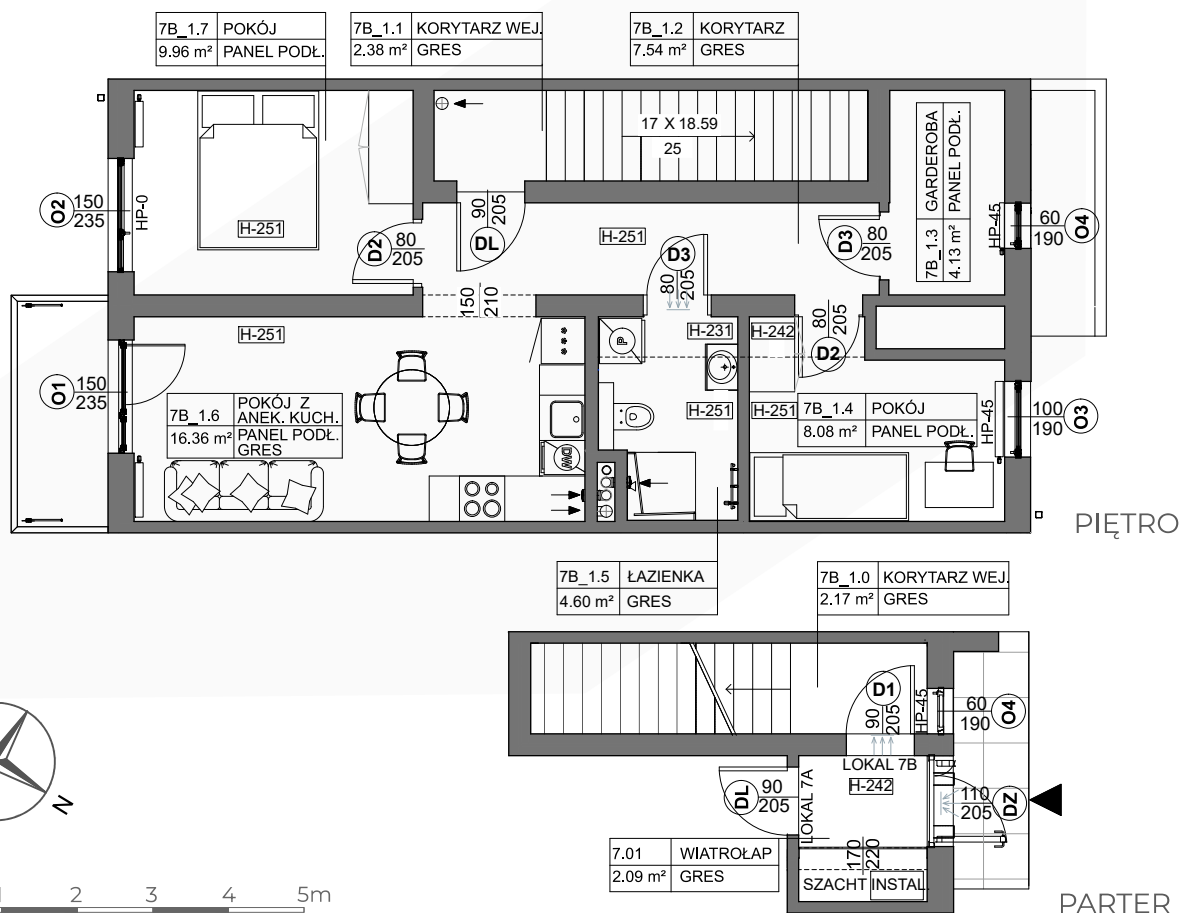 7B_1.7 POKÓJ
9.96 m² PANEL PODŁ.
7B_1.1 KORYTARZ WEJ.
2.38 m² GRES
7B_1.2 KORYTARZ
7.54 m² GRES
17 X 18.59
25
7B_1.3 GARDEROBA
4.13 m² PANEL PODŁ.
O2 150
235
HP-0
H-251
D2 80
205
90
205
DL
H-251
D3
80
205
D3 80
205
HP-45
60
190
O4
150
210
H-251
O1 150
235
7B_1.6 POKÓJ Z
ANEK. KUCH.
16.36 m² PANEL PODŁ.
GRES
DW
P
H-231
H-251
H-242
80
205
D2
H-251
7B_1.4 POKÓJ
8.08 m² PANEL PODŁ.
HP-45
100
190
O3
PIĘTRO
7B_1.5 ŁAZIENKA
4.60 m² GRES
7B_1.0 KORYTARZ WEJ.
2.17 m² GRES
D1
90
205
HP-45
60
190
O4
LOKAL 7B
H-242
LOKAL 7A
DL 90
205
110
205
DZ
170
220
7.01 WIATROŁAP
2.09 m² GRES
SZACHT INSTAL.
N
1 2 3 4 5m
PARTER